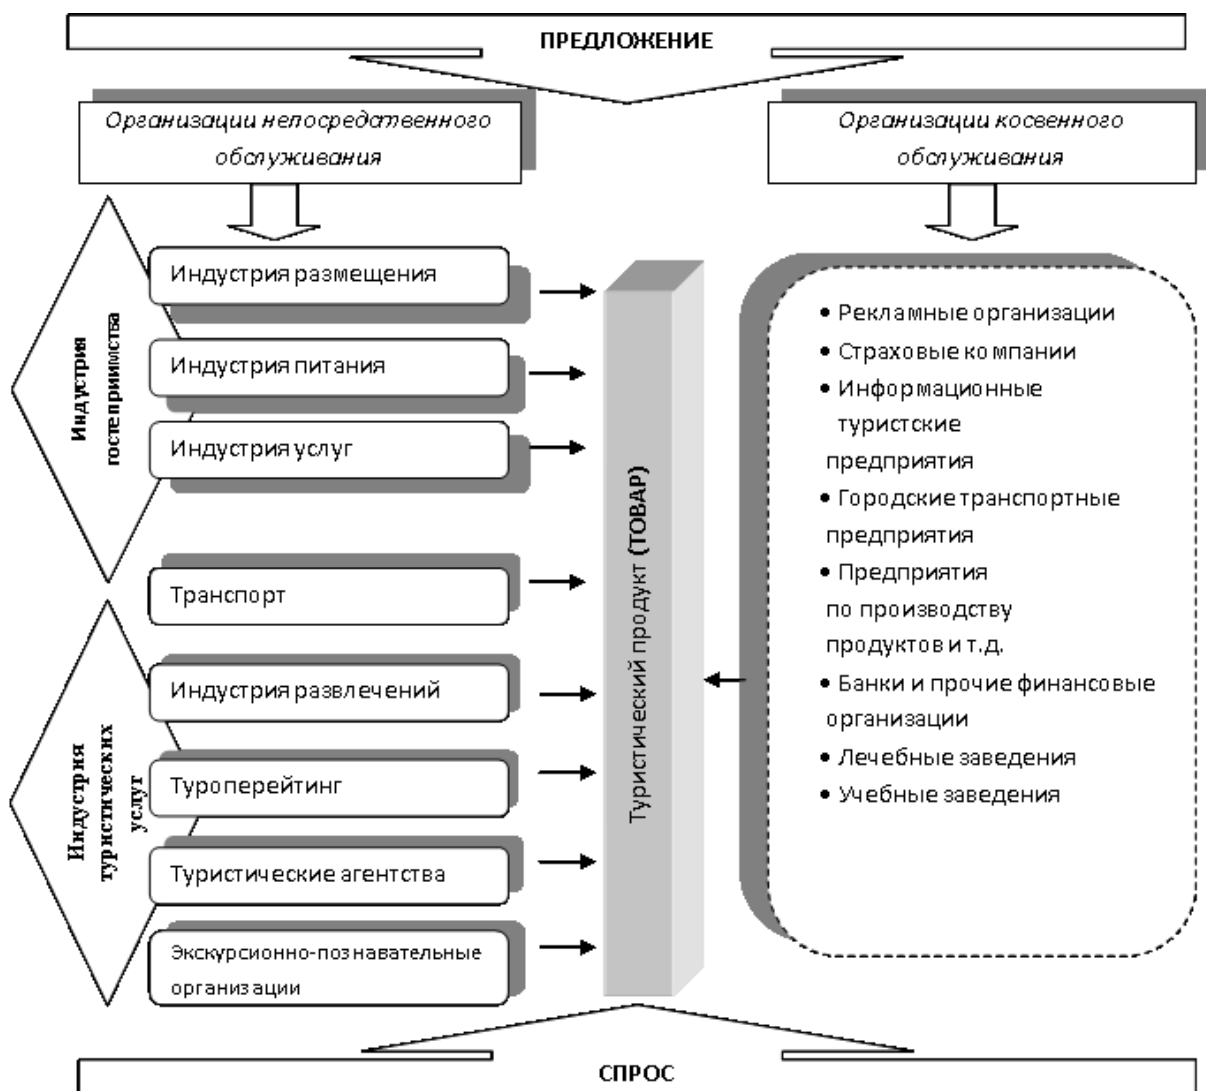 ПРЕДЛОЖЕНИЕ
Организации непосредственного
обслуживания
Организации косвенного
обслуживания
Индустрия
гостеприимства
Индустрия размещения
Индустрия питания
Индустрия услуг
Транспорт
Индустрия
туристических
услуг
Индустрия развлечений
Туроперейтинг
Туристические агентства
Экскурсионно-познавательные
организации
Туристический продукт (ТОВАР)
• Рекламные организации
• Страховые компании
• Информационные
туристские
предприятия
• Городские транспортные
предприятия
• Предприятия
по производству
продуктов и т.д.
• Банки и прочие финансовые
организации
• Лечебные заведения
• Учебные заведения
СПРОС